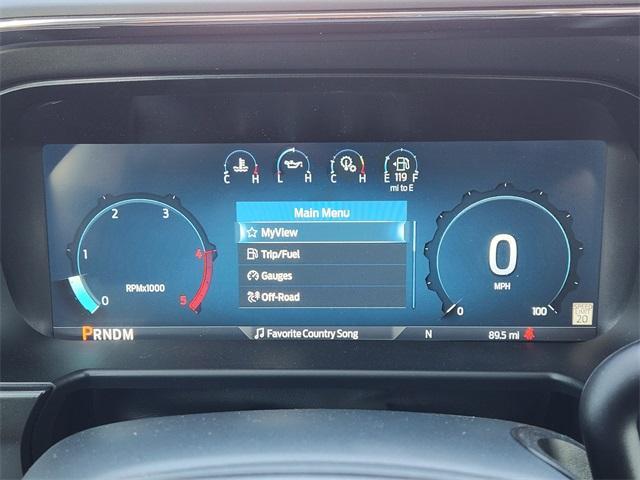 C H
L H
C H
E 119 F
mi to E
Main Menu
MyView
Trip/Fuel
Gauges
Off-Road
0 1 2 3 4 5
RPMx1000
0
MPH
0 100
SPEED
LIMIT
20
PRNDM
Favorite Country Song
N
89.5 mi